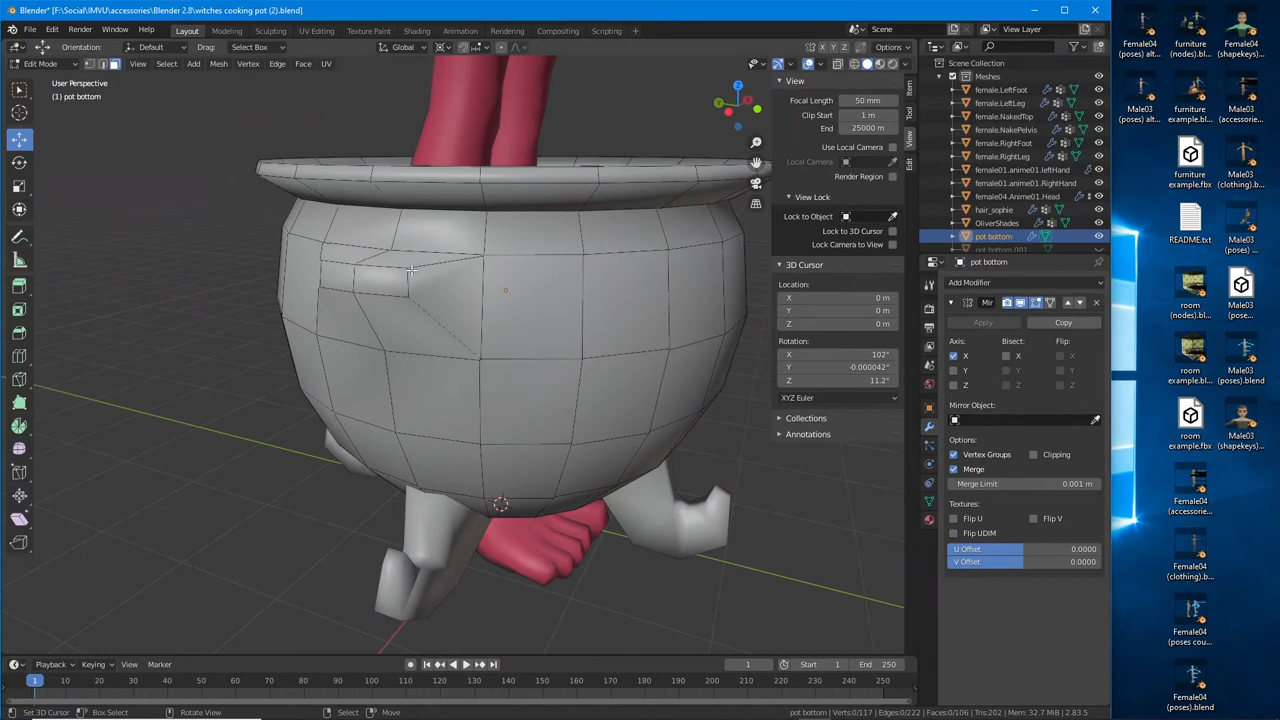 Blender* [F:\Social\IMVU\accessories\Blender 2.8\witches cooking pot (2).blend]
File Edit Render Window Help Layout Modeling Sculpting UV Editing Texture Paint Shading Animation Rendering Compositing Scripting + Scene View Layer
Orientation: Default Drag: Select Box Global X Y Z Options
Edit Mode View Select Add Mesh Vertex Edge Face UV
User Perspective
(1) pot bottom
Z
Y
X
View
Focal Length 50 mm
Clip Start 1 m
End 25000 m
Use Local Camera
Local Camera
Render Region
View Lock
Lock to Object
Lock to 3D Cursor
Lock Camera to View
3D Cursor
Location:
X 0 m
Y 0 m
Z 0 m
Rotation:
X 102°
Y -0.000042°
Z 11.2°
XYZ Euler
Collections
Annotations
Item
Tool
View
Edit
Scene Collection
Meshes
female.LeftFoot
female.LeftLeg
female.NakedTop
female.NakePelvis
female.RightFoot
female.RightLeg
female01.anime01.leftHand
female01.anime01.RightHand
female04.Anime01.Head
hair_sophie
OliverShades
pot bottom
pot bottom.001
pot bottom
Add Modifier
Mir
Apply Copy
Axis: Bisect: Flip:
X X X
Y Y Y
Z Z Z
Mirror Object:
Options:
Vertex Groups Clipping
Merge
Merge Limit 0.001 m
Textures:
Flip U Flip V
Flip UDIM
U Offset 0.0000
V Offset 0.0000
Playback Keying View Marker 1 Start 1 End 250
1 10 20 30 40 50 60 70 80 90 100 110 120 130 140 150 160 170 180 190 200 210 220 230 240 250
Set 3D Cursor Box Select Rotate View Select Move pot bottom | Verts:0/117 | Edges:0/222 | Faces:0/106 | Tris:202 | Mem: 32.7 MiB | 2.83.5
Female04
(poses) alt...
furniture
(nodes).bl...
Female04
(shapekeys)...
Male03
(poses) alt...
furniture
example.bl...
Male03
(accessorie...
furniture
example.fbx
Male03
(clothing).b...
README.txt
Female03
(poses)...
room
(nodes).bl...
Male03
(pose...
room
example.bl...
Male03
(poses).blend
room
example.fbx
Male03
(shapekeys)...
Female04
(accessorie...
Female04
(clothing).b...
Female04
(poses cou...
Female04
(poses).blend